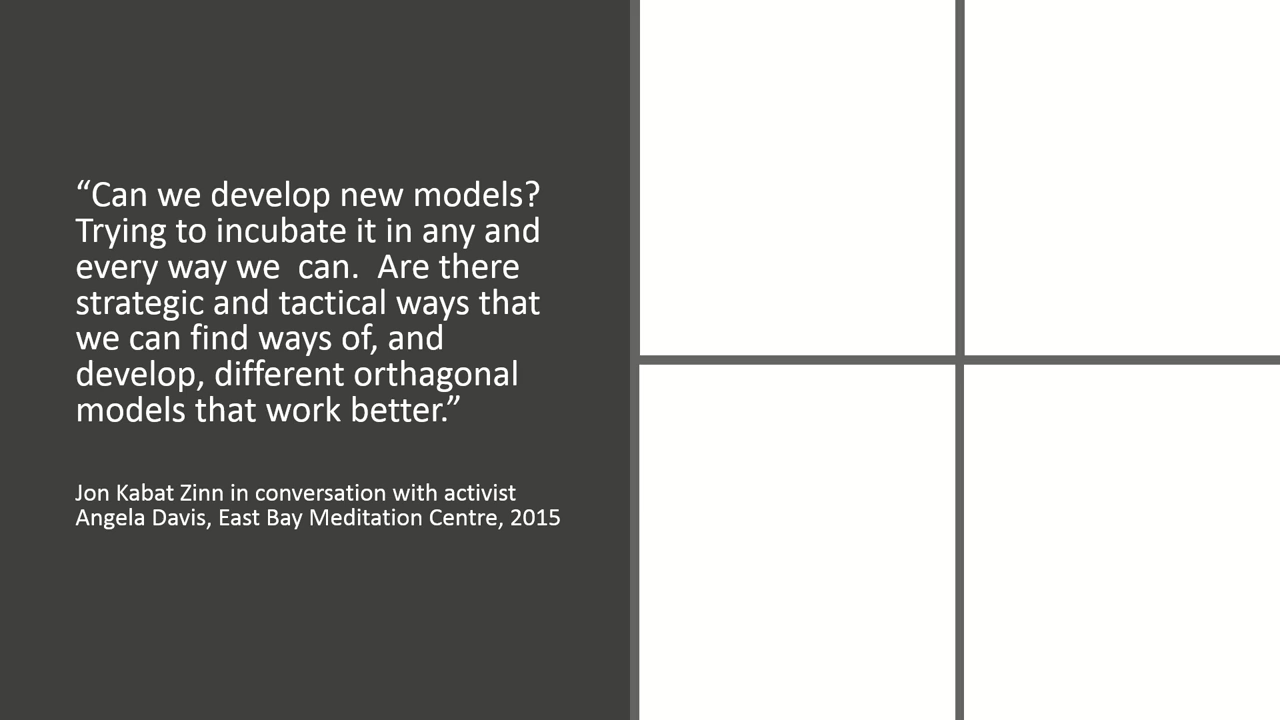 “Can we develop new models?
Trying to incubate it in any and
every way we  can.  Are there
strategic and tactical ways that
we can find ways of, and
develop, different orthagonal
models that work better.”
Jon Kabat Zinn in conversation with activist
Angela Davis, East Bay Meditation Centre, 2015